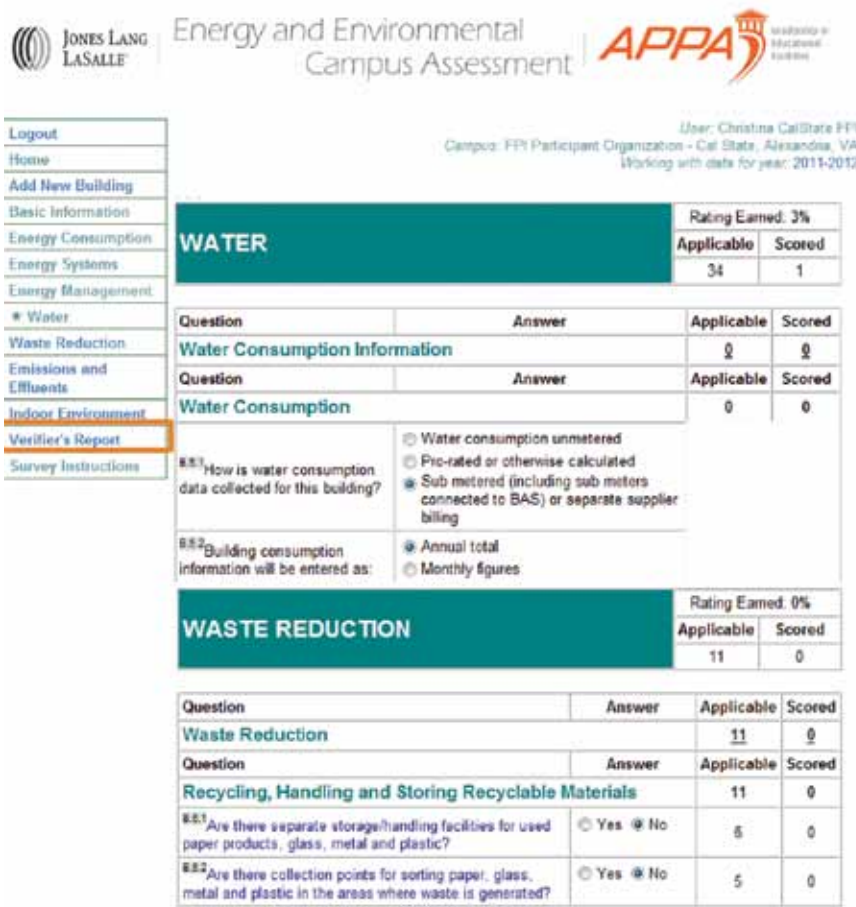 JONES LANG
LASALLE
Energy and Environmental
Campus Assessment
APPA
Leadership in
Educational
Facilities
User: Christina CalState FPI
Campus: FPI Participant Organization - Cal State, Alexandria, VA
Working with data for year: 2011-2012
Logout
Home
Add New Building
Basic Information
Energy Consumption
Energy Systems
Energy Management
Water
Waste Reduction
Emissions and
Effluents
Indoor Environment
Verifier's Report
Survey Instructions
WATER
Rating Earned: 3%
Applicable Scored
34 1
Question Answer Applicable Scored
Water Consumption Information 0 0
Question Answer Applicable Scored
Water Consumption 0 0
How is water consumption
data collected for this building?
Water consumption unmetered
Pro-rated or otherwise calculated
Sub metered (including sub meters
connected to BAS) or separate supplier
billing
Building consumption
information will be entered as:
Annual total
Monthly figures
WASTE REDUCTION
Rating Earned: 0%
Applicable Scored
11 0
Question Answer Applicable Scored
Waste Reduction 11 0
Question Answer Applicable Scored
Recycling, Handling and Storing Recyclable Materials 11 0
Are there separate storage/handling facilities for used
paper products, glass, metal and plastic?
Yes No 0
Are there collection points for sorting paper, glass,
metal and plastic in the areas where waste is generated?
Yes No 5 0